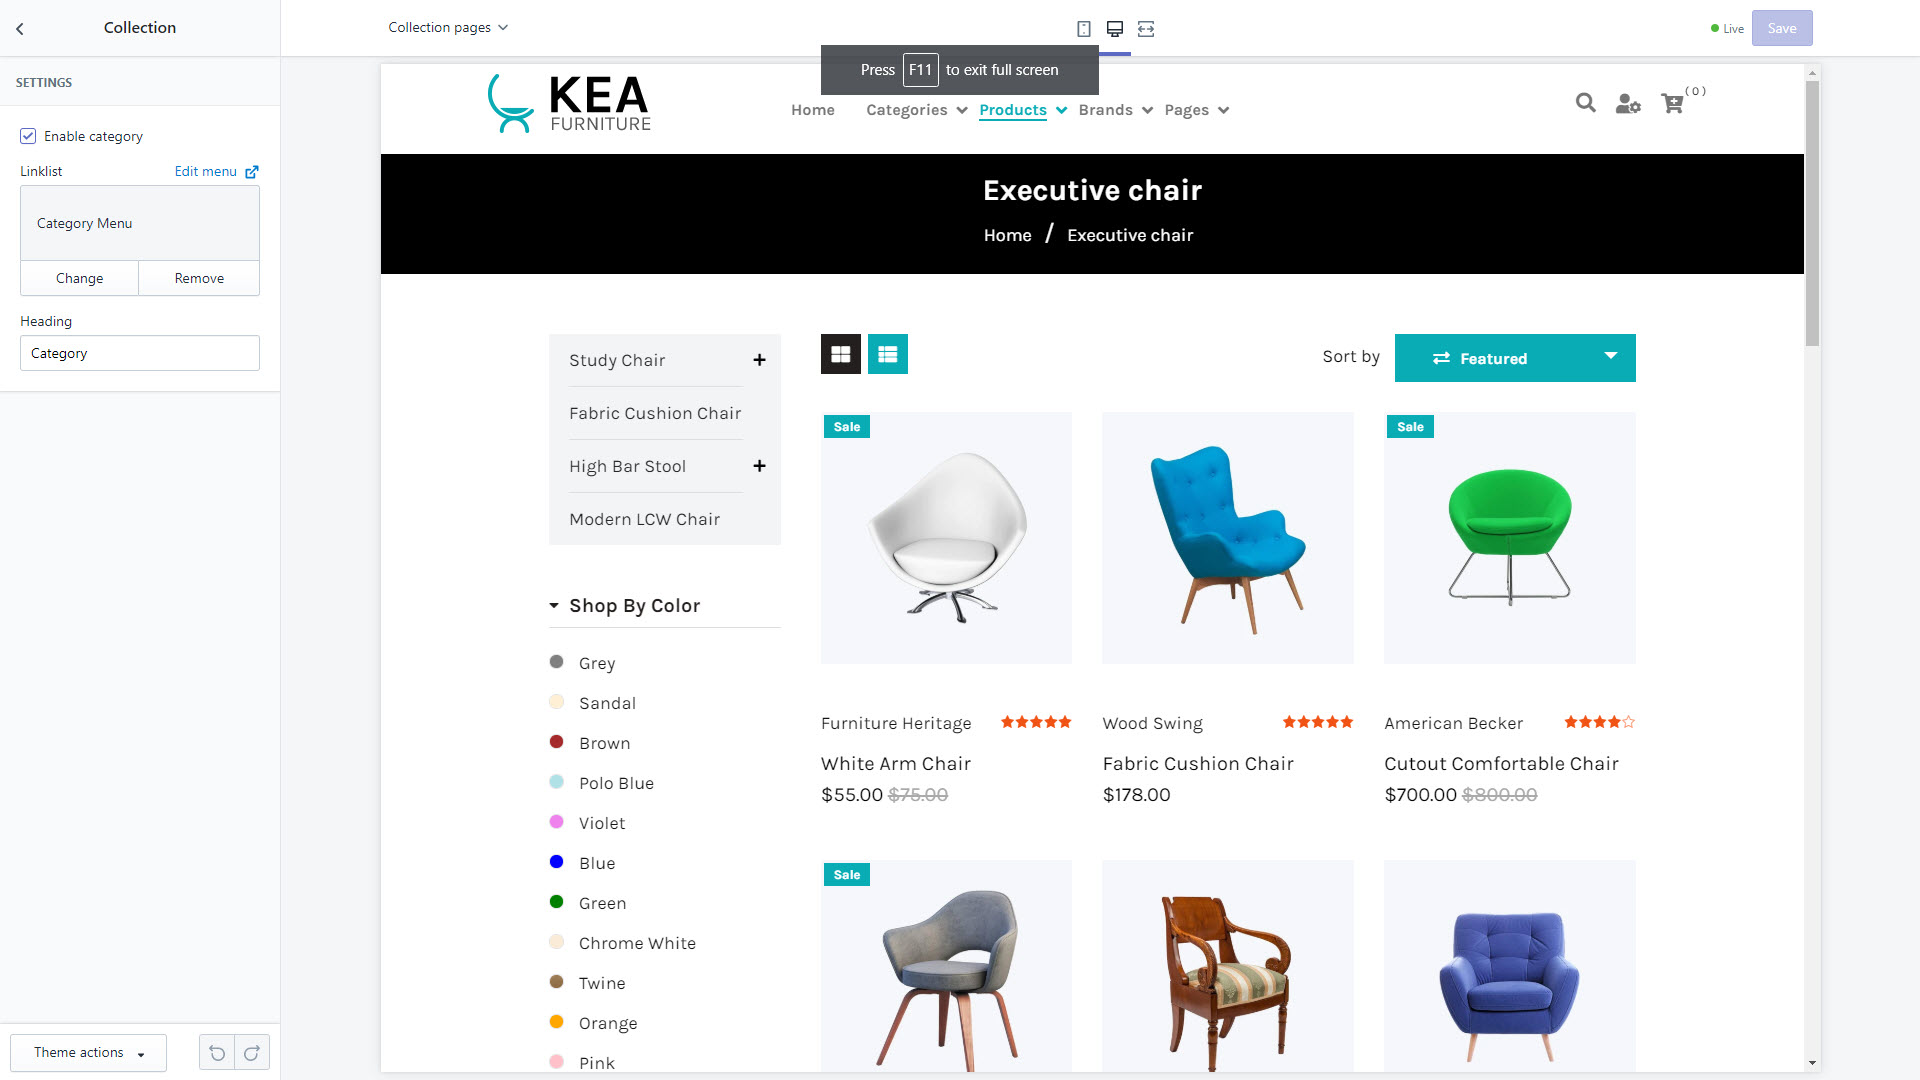 Collection
Collection pages
Live
Save
Press F11 to exit full screen
SETTINGS
Enable category
Linklist
Edit menu
Category Menu
Change
Remove
Heading
Category
Theme actions
KEA
FURNITURE
Home
Categories
Products
Brands
Pages
(0)
Executive chair
Home / Executive chair
Study Chair
Fabric Cushion Chair
High Bar Stool
Modern LCW Chair
Shop By Color
Grey
Sandal
Brown
Polo Blue
Violet
Blue
Green
Chrome White
Twine
Orange
Pink
Sort by
Featured
Sale
Furniture Heritage
White Arm Chair
$55.00 $75.00
Wood Swing
Fabric Cushion Chair
$178.00
Sale
American Becker
Cutout Comfortable Chair
$700.00 $800.00
Sale